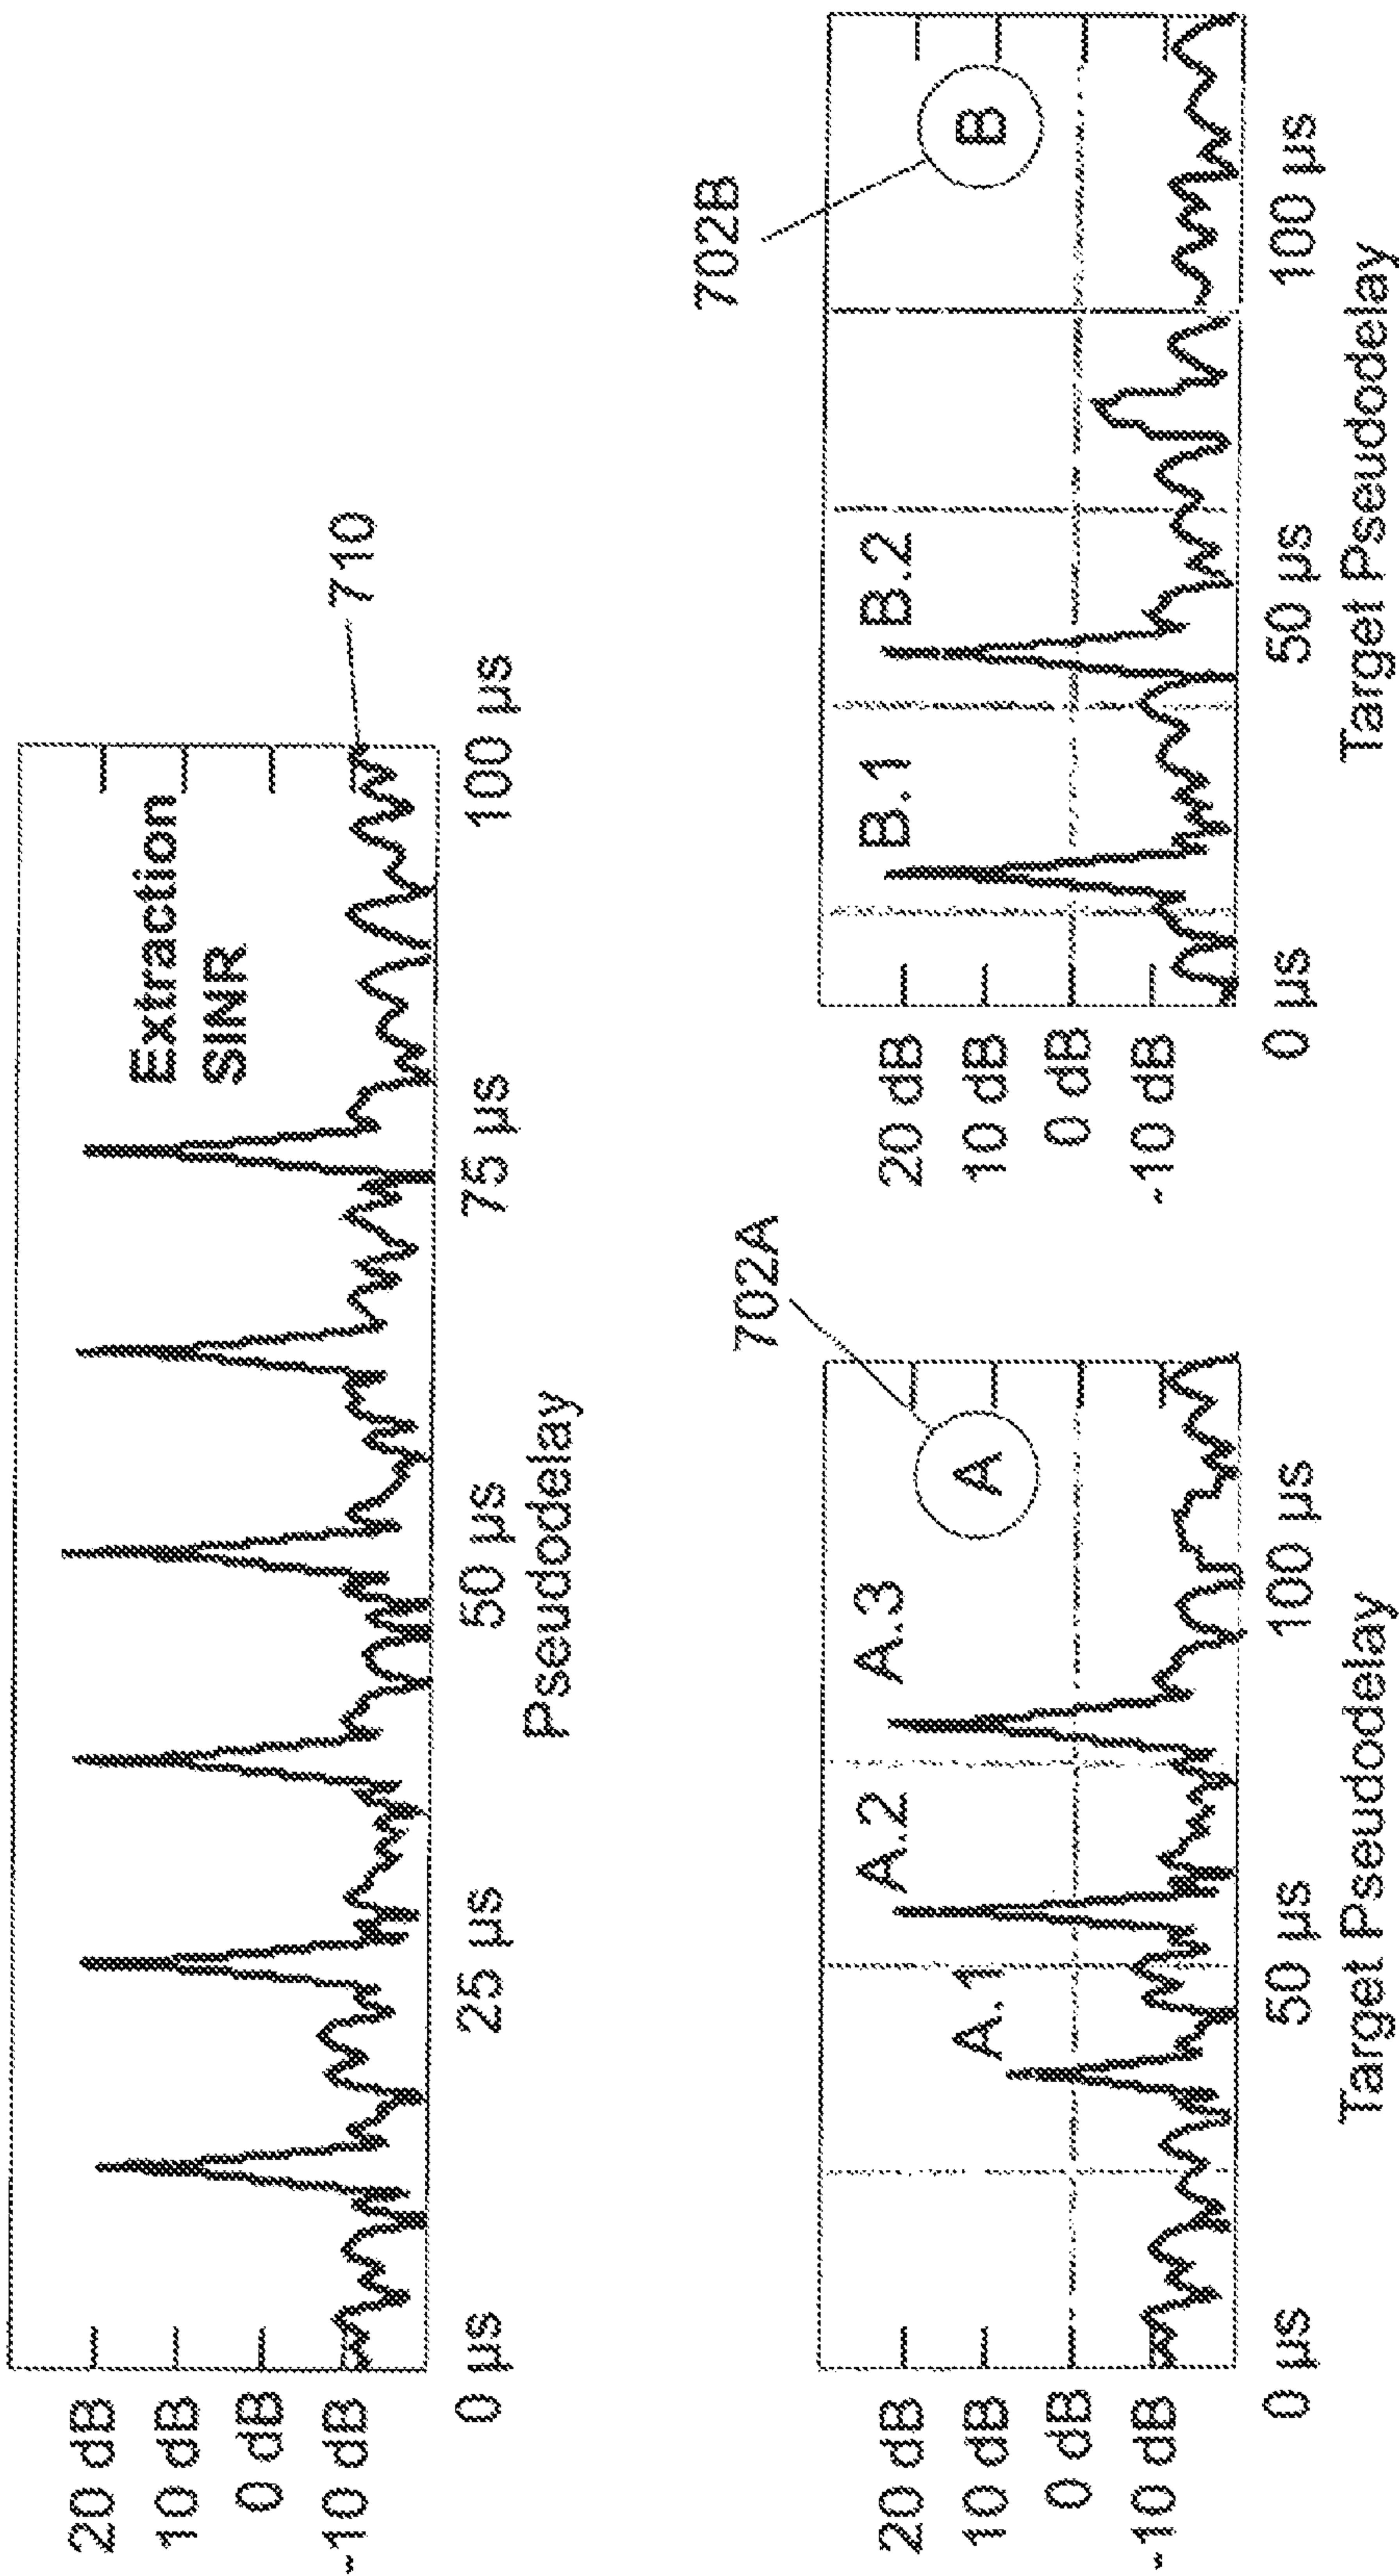 20 dB
10 dB
0 dB
-10 dB
Extraction
SINR
710
0 µs
25 µs
50 µs
75 µs
100 µs
Pseudodelay
702A
20 dB
10 dB
0 dB
-10 dB
A.1
A.2
A.3
A
0 µs
50 µs
100 µs
Target Pseudodelay
702B
20 dB
10 dB
0 dB
-10 dB
B.1
B.2
B
0 µs
50 µs
100 µs
Target Pseudodelay